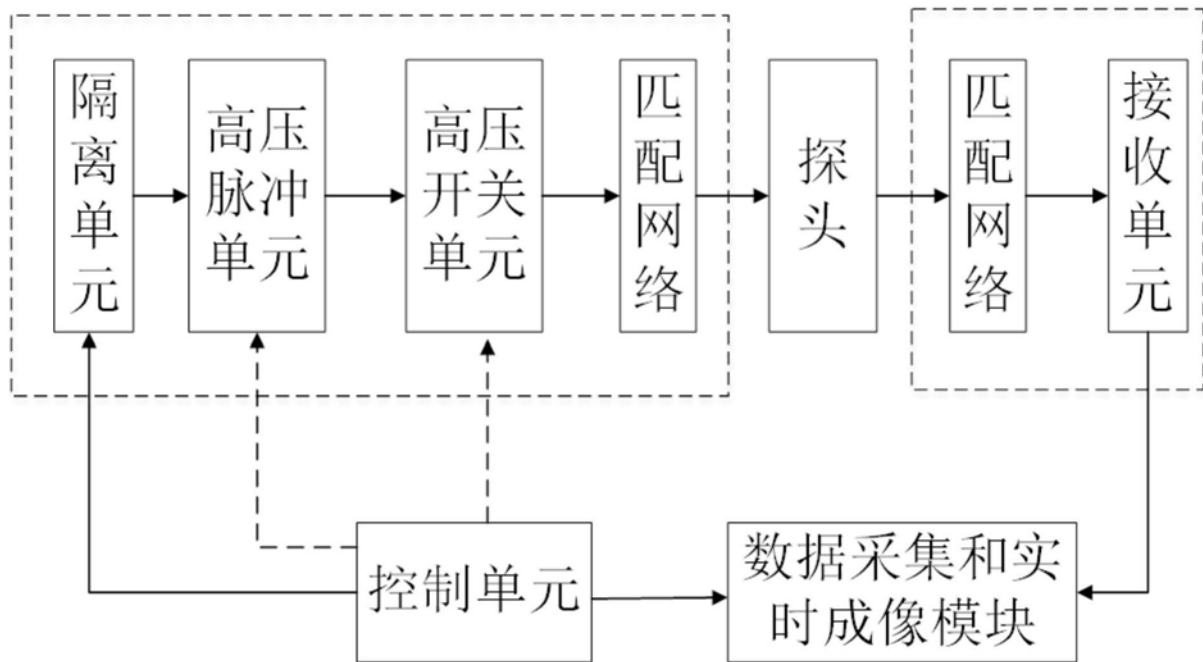 隔离单元
高压
脉冲
单元
高压
开关
单元
匹配网络
探头
匹配网络
接收单元
控制单元
数据采集和实
时成像模块